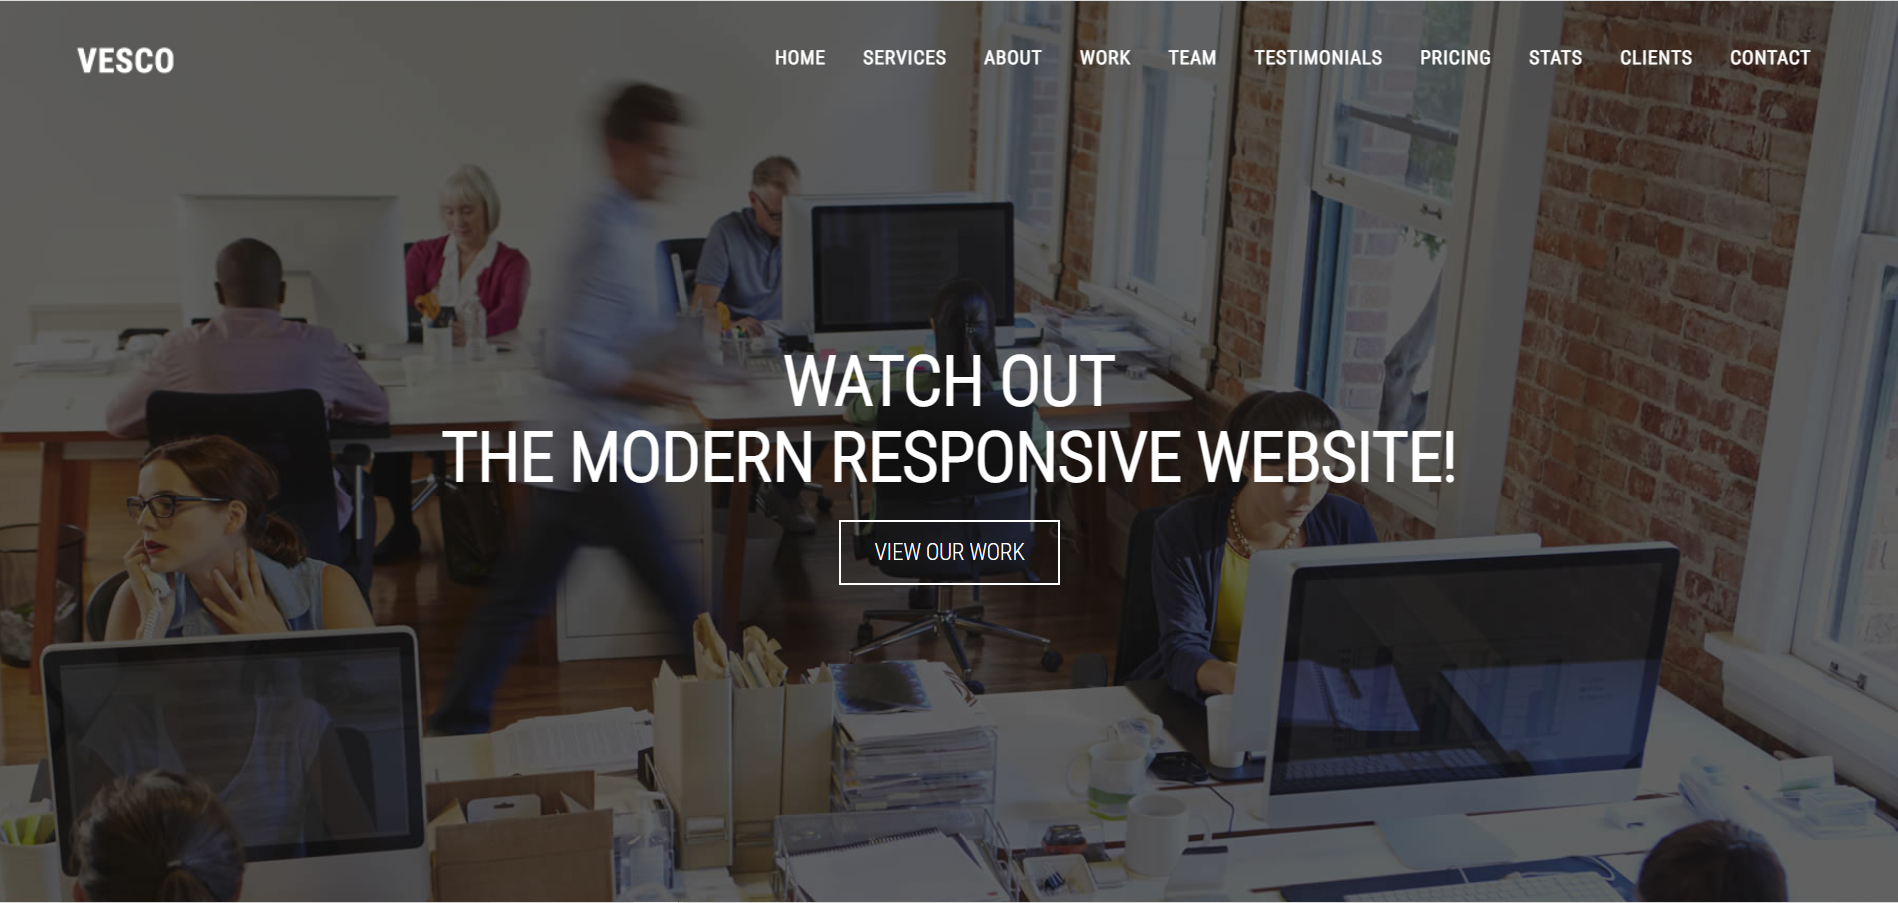 VESCO
HOME SERVICES ABOUT WORK TEAM TESTIMONIALS PRICING STATS CLIENTS CONTACT
WATCH OUT
THE MODERN RESPONSIVE WEBSITE!
VIEW OUR WORK